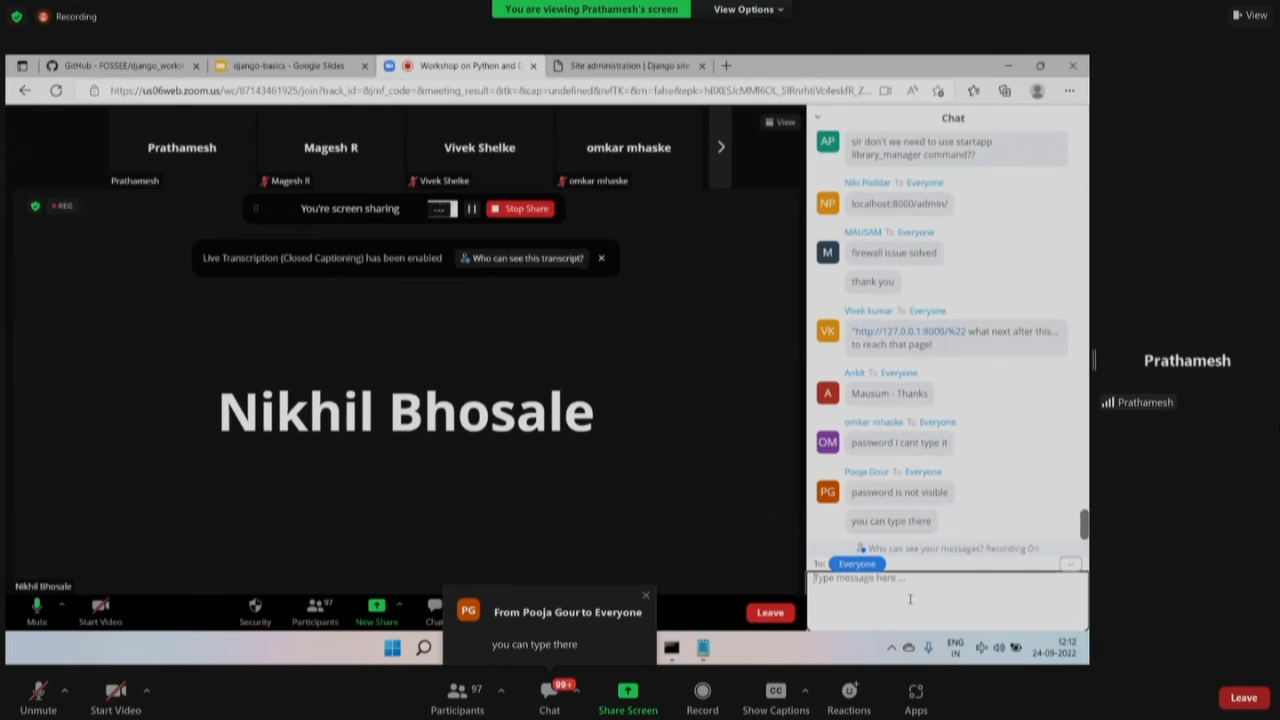 Recording
You are viewing Prathamesh's screen
View Options
View
GitHub - FOSSEE/django_works
django-basics - Google Slides
Workshop on Python and D
Site administration | Django site
Chat
Prathamesh
Magesh R
Vivek Shelke
omkar mhaske
View
Prathamesh
Magesh R
Vivek Shelke
omkar mhaske
REC
You're screen sharing
Stop Share
Live Transcription (Closed Captioning) has been enabled
Who can see this transcript?
Nikhil Bhosale
Nikhil Bhosale
AP
sir don't we need to use startapp
library_manager command??
Niki Poddar To Everyone
NP
localhost:8000/admin/
MAUSAM To Everyone
M
firewall issue solved
thank you
Vivek kumar To Everyone
VK
"http://127.0.0.1:8000/%22 what next after this...
to reach that page!
Ankit To Everyone
A
Mausum - Thanks
omkar mhaske To Everyone
OM
password i cant type it
Pooja Gour To Everyone
PG
password is not visible
you can type there
Who can see your messages? Recording On
To: Everyone
Type message here ...
Prathamesh
Prathamesh
Mute
Start Video
Security
97
Participants
New Share
Leave
PG
From Pooja Gour to Everyone
you can type there
ENG
IN
12:12
24-09-2022
Unmute
Start Video
97
Participants
99+
Chat
Share Screen
Record
CC
Show Captions
Reactions
Apps
Leave